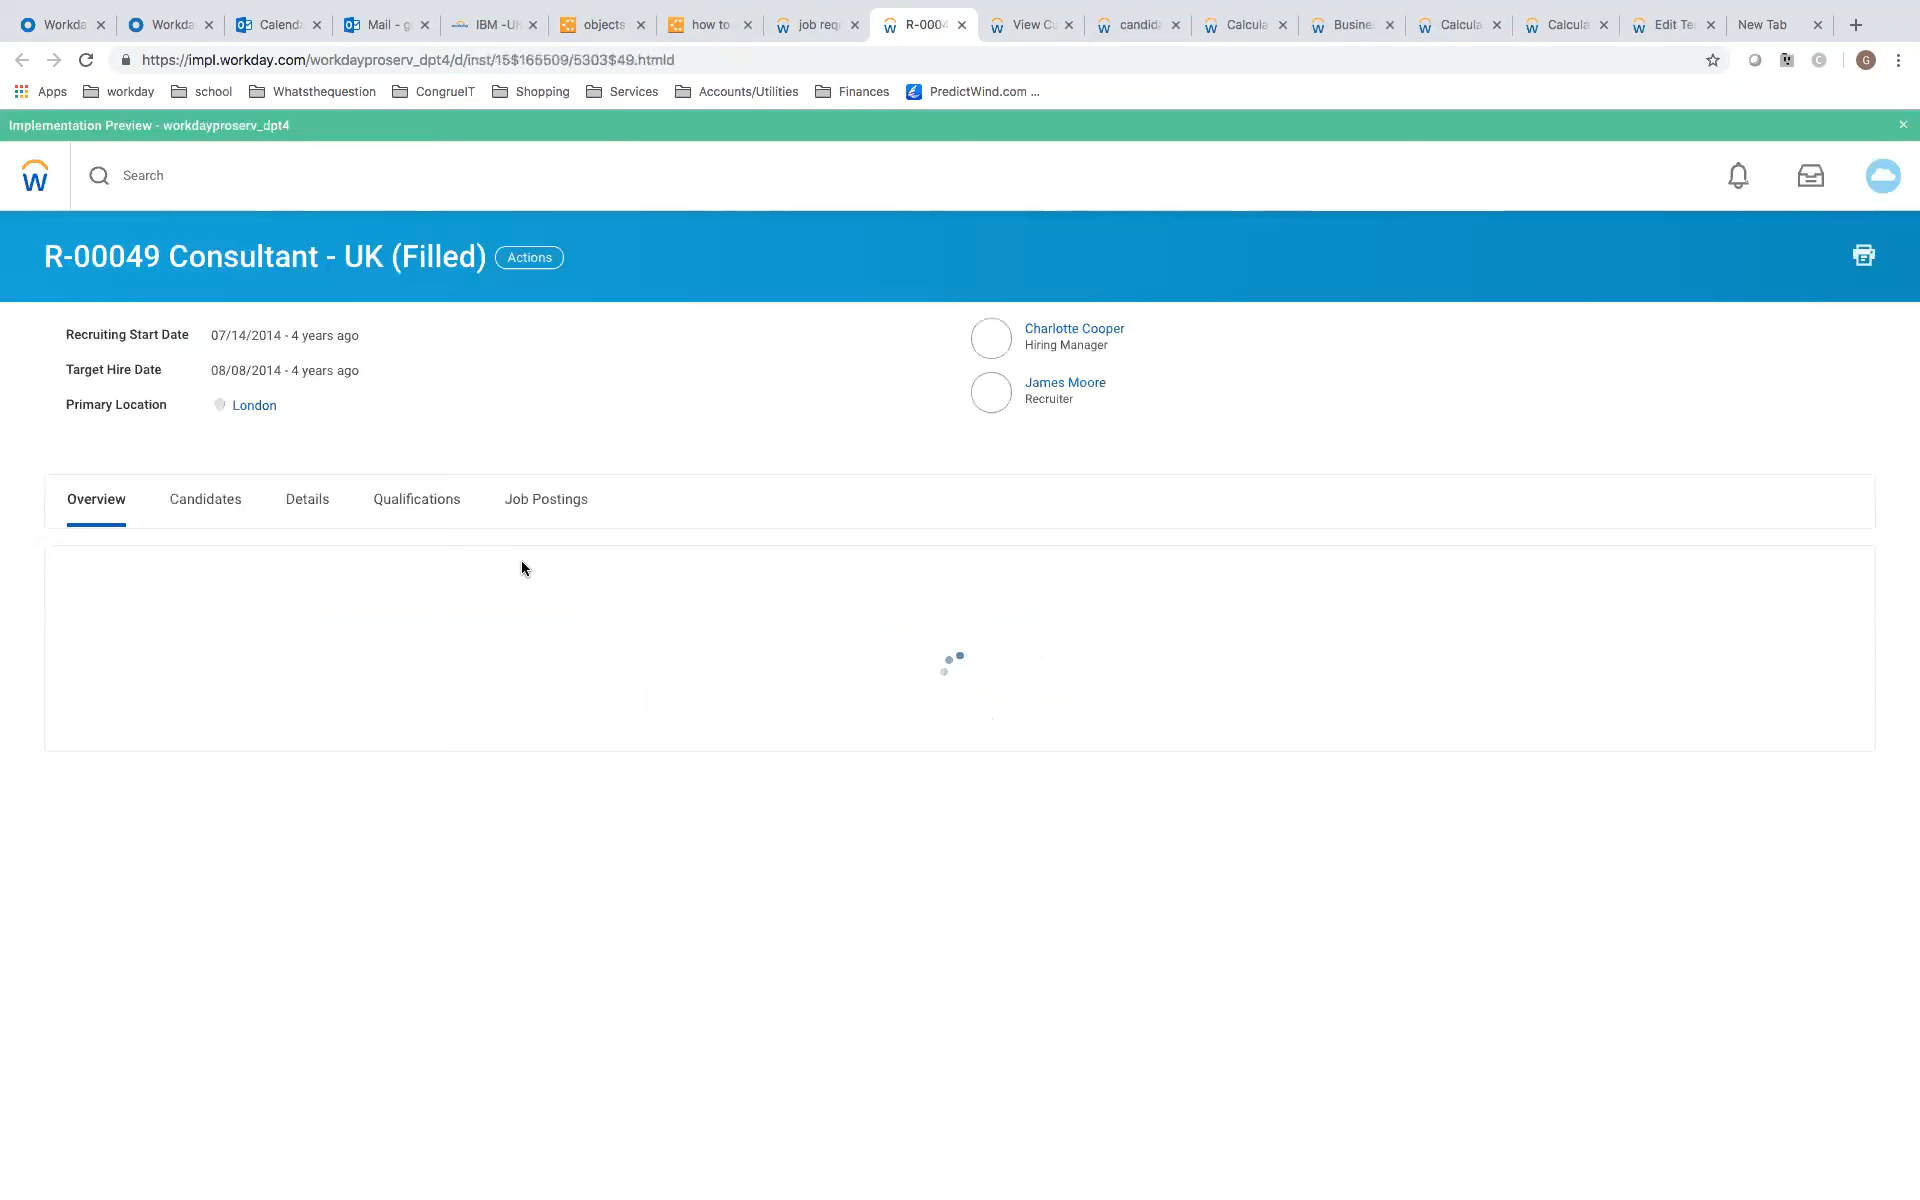 Workda Workda Calenda Mail - g IBM -UK objects how to job req R-0004 View Cu candida Calcula Busine Calcula Calcula Edit Te New Tab
https://impl.workday.com/workdayproserv_dpt4/d/inst/15$165509/5303$49.htmld
Apps workday school Whatsthequestion CongrueIT Shopping Services Accounts/Utilities Finances PredictWind.com ...
Implementation Preview - workdayproserv_dpt4
Search
R-00049 Consultant - UK (Filled) Actions
Recruiting Start Date 07/14/2014 - 4 years ago
Target Hire Date 08/08/2014 - 4 years ago
Primary Location London
Charlotte Cooper
Hiring Manager
James Moore
Recruiter
Overview Candidates Details Qualifications Job Postings